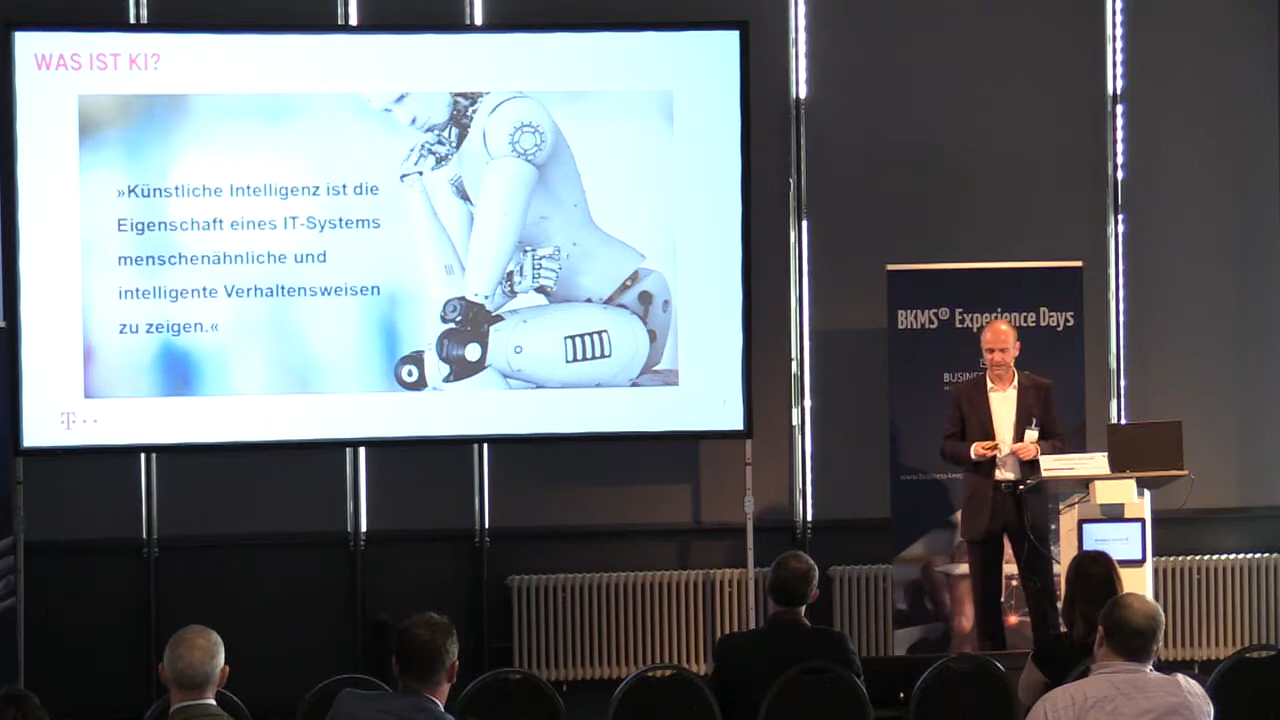 WAS IST KI?
»Künstliche Intelligenz ist die
Eigenschaft eines IT-Systems
menschenähnliche und
intelligente Verhaltensweisen
zu zeigen.«
T
BKMS® Experience Days